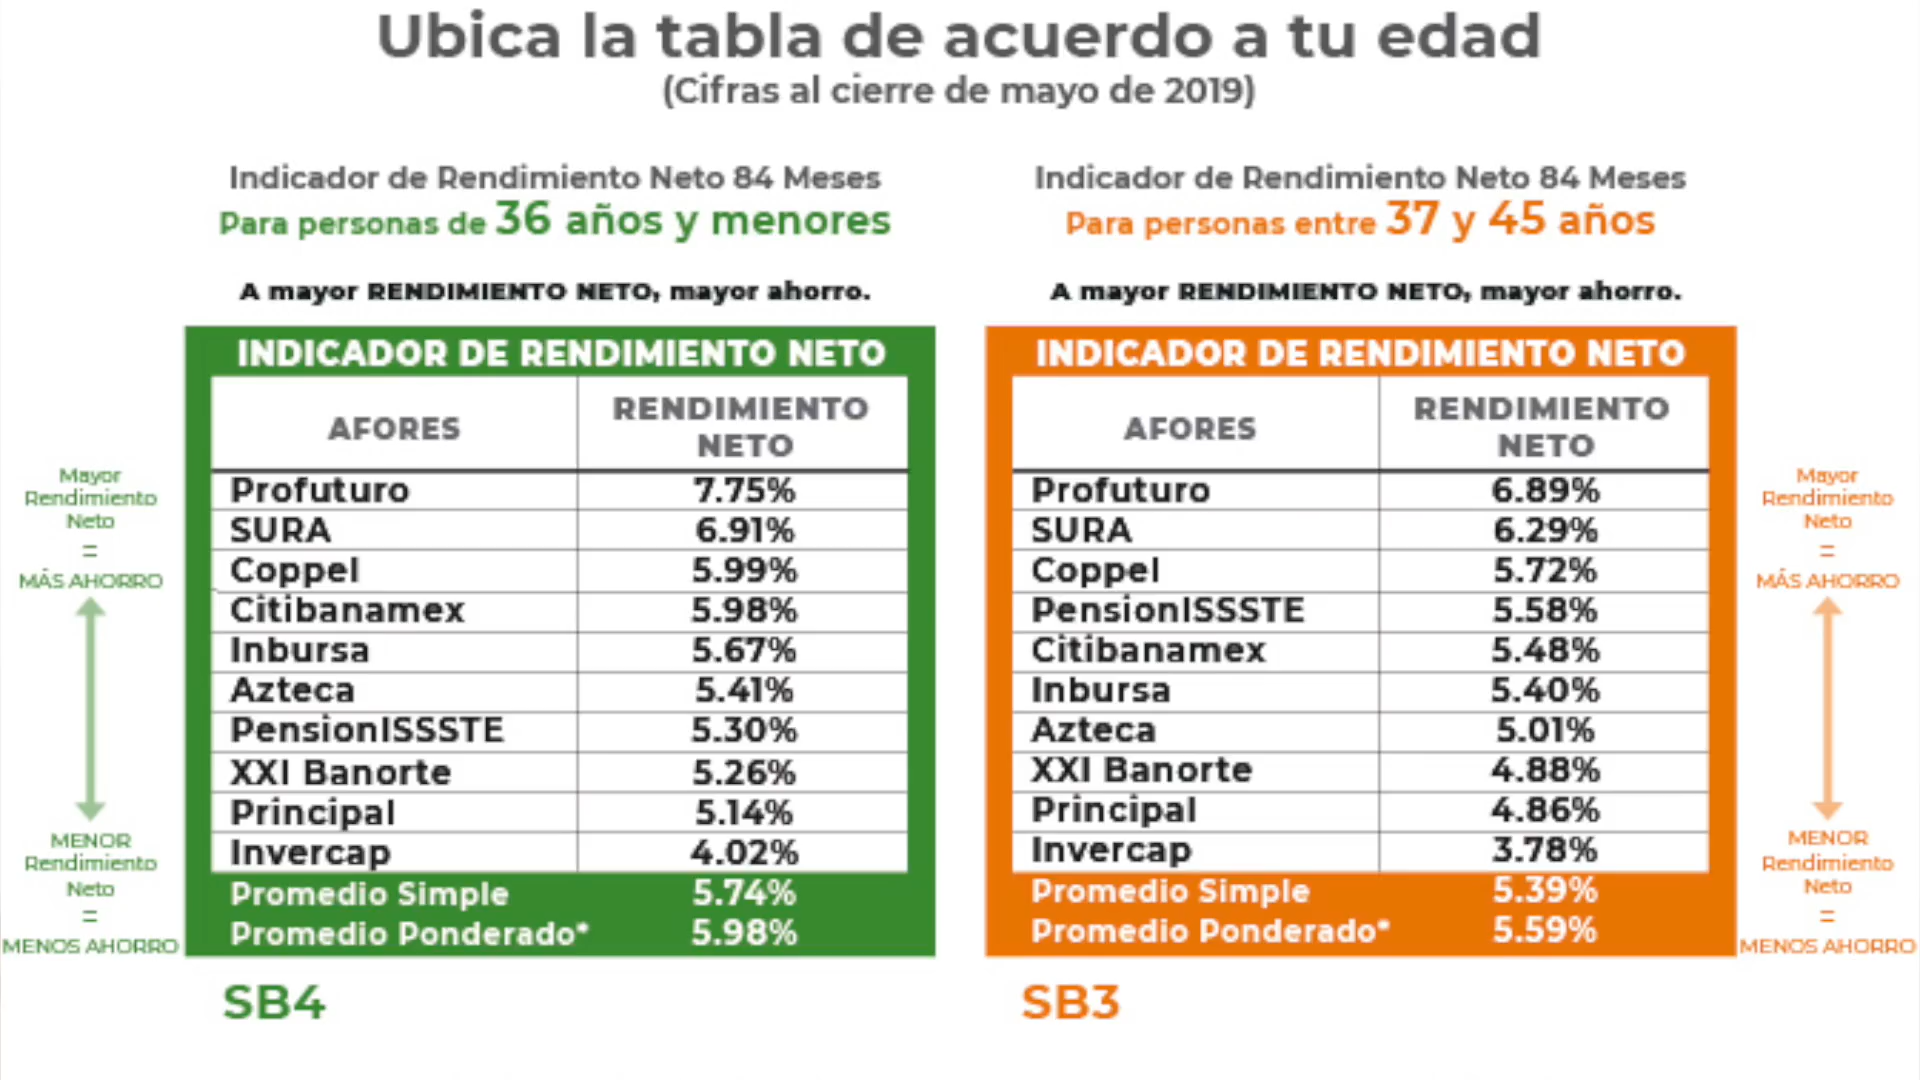 Ubica la tabla de acuerdo a tu edad
(Cifras al cierre de mayo de 2019)
Indicador de Rendimiento Neto 84 Meses
Para personas de 36 años y menores
A mayor RENDIMIENTO NETO, mayor ahorro.
INDICADOR DE RENDIMIENTO NETO
AFORES RENDIMIENTO NETO
Profuturo 7.75%
SURA 6.91%
Coppel 5.99%
Citibanamex 5.98%
Inbursa 5.67%
Azteca 5.41%
PensionISSSTE 5.30%
XXI Banorte 5.26%
Principal 5.14%
Invercap 4.02%
Promedio Simple 5.74%
Promedio Ponderado* 5.98%
SB4
Mayor
Rendimiento
Neto
=
MÁS AHORRO
MENOR
Rendimiento
Neto
=
MENOS AHORRO
Indicador de Rendimiento Neto 84 Meses
Para personas entre 37 y 45 años
A mayor RENDIMIENTO NETO, mayor ahorro.
INDICADOR DE RENDIMIENTO NETO
AFORES RENDIMIENTO NETO
Profuturo 6.89%
SURA 6.29%
Coppel 5.72%
PensionISSSTE 5.58%
Citibanamex 5.48%
Inbursa 5.40%
Azteca 5.01%
XXI Banorte 4.88%
Principal 4.86%
Invercap 3.78%
Promedio Simple 5.39%
Promedio Ponderado* 5.59%
SB3
Mayor
Rendimiento
Neto
=
MÁS AHORRO
MENOR
Rendimiento
Neto
=
MENOS AHORRO